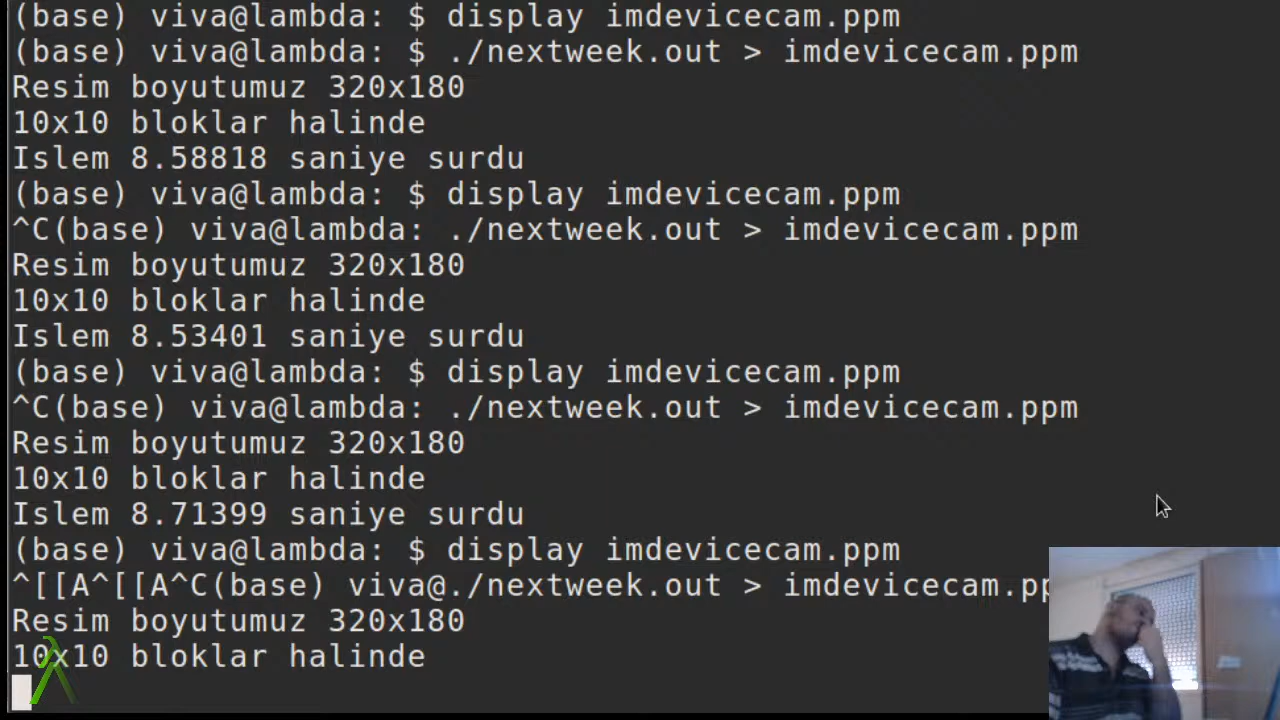 (base) viva@lambda: $ display imdevicecam.ppm
(base) viva@lambda: $ ./nextweek.out > imdevicecam.ppm
Resim boyutumuz 320x180
10x10 bloklar halinde
Islem 8.58818 saniye surdu
(base) viva@lambda: $ display imdevicecam.ppm
^C(base) viva@lambda: ./nextweek.out > imdevicecam.ppm
Resim boyutumuz 320x180
10x10 bloklar halinde
Islem 8.53401 saniye surdu
(base) viva@lambda: $ display imdevicecam.ppm
^C(base) viva@lambda: ./nextweek.out > imdevicecam.ppm
Resim boyutumuz 320x180
10x10 bloklar halinde
Islem 8.71399 saniye surdu
(base) viva@lambda: $ display imdevicecam.ppm
^[[A^[[A^C(base) viva@./nextweek.out > imdevicecam.pp
Resim boyutumuz 320x180
10x10 bloklar halinde